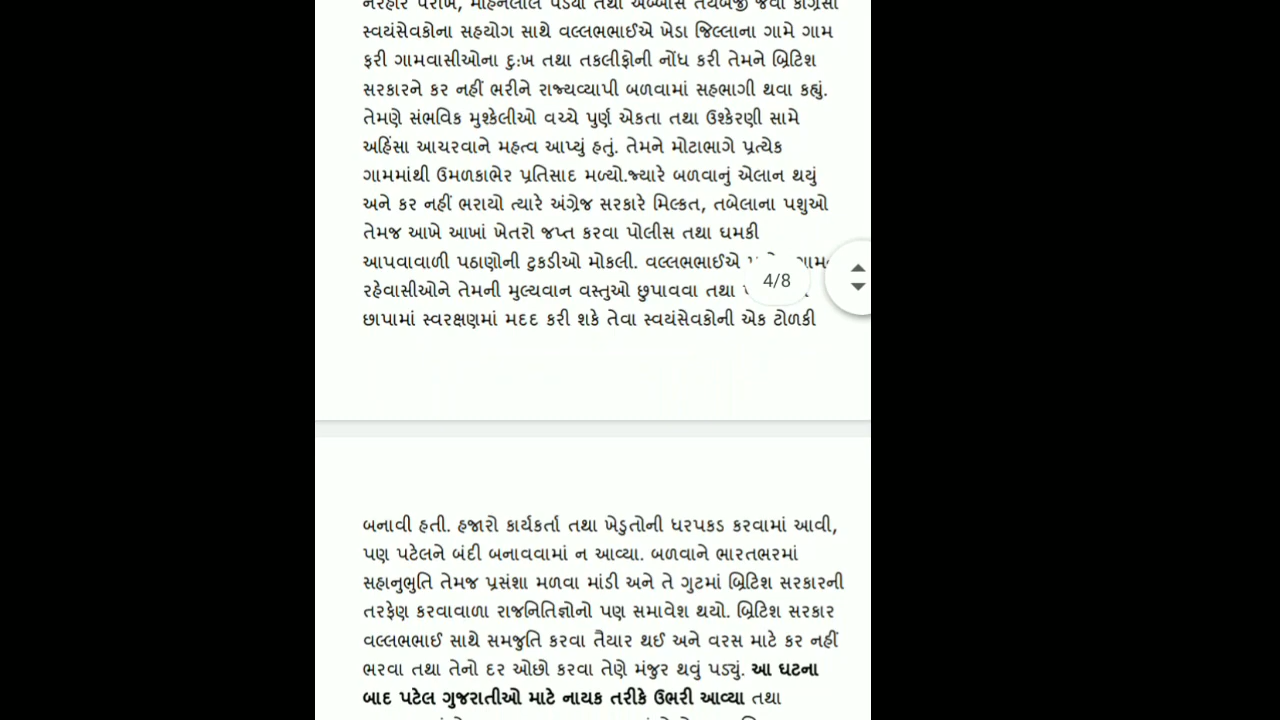 નરહરિ પરીખ, મોહનલાલ પંડ્યા તથા અબ્બાસ તૈયબજી જેવા કોંગ્રેસી
સ્વયંસેવકોના સહયોગ સાથે વલ્લભભાઈએ ખેડા જિલ્લાના ગામે ગામ
ફરી ગામવાસીઓના દુઃખ તથા તકલીફોની નોંધ કરી તેમને બ્રિટિશ
સરકારને કર નહીં ભરીને રાજ્યવ્યાપી બળવામાં સહભાગી થવા કહ્યું.
તેમણે સંભવિક મુશ્કેલીઓ વચ્ચે પુર્ણ એકતા તથા ઉશ્કેરણી સામે
અહિંસા આચરવાને મહત્વ આપ્યું હતું. તેમને મોટાભાગે પ્રત્યેક
ગામમાંથી ઉમળકાભેર પ્રતિસાદ મળ્યો.જ્યારે બળવાનું એલાન થયું
અને કર નહીં ભરાયો ત્યારે અંગ્રેજ સરકારે મિલ્કત, તબેલાના પશુઓ
તેમજ આખે આખાં ખેતરો જપ્ત કરવા પોલીસ તથા ધમકી
આપવાવાળી પઠાણોની ટુકડીઓ મોકલી. વલ્લભભાઈએ
રહેવાસીઓને તેમની મુલ્યવાન વસ્તુઓ છુપાવવા તથા
4/8
છાપામાં સ્વરક્ષણમાં મદદ કરી શકે તેવા સ્વયંસેવકોની એક ટોળકી
બનાવી હતી. હજારો કાર્યકર્તા તથા ખેડુતોની ધરપકડ કરવામાં આવી,
પણ પટેલને બંદી બનાવવામાં ન આવ્યા. બળવાને ભારતભરમાં
સહાનુભુતિ તેમજ પ્રસંશા મળવા માંડી અને તે ગુટમાં બ્રિટિશ સરકારની
તરફેણ કરવાવાળા રાજનિતિજ્ઞોનો પણ સમાવેશ થયો. બ્રિટિશ સરકાર
વલ્લભભાઈ સાથે સમજુતિ કરવા તૈયાર થઈ અને વરસ માટે કર નહીં
ભરવા તથા તેનો દર ઓછો કરવા તેણે મંજુર થવું પડ્યું. આ ઘટના
બાદ પટેલ ગુજરાતીઓ માટે નાયક તરીકે ઉભરી આવ્યા તથા